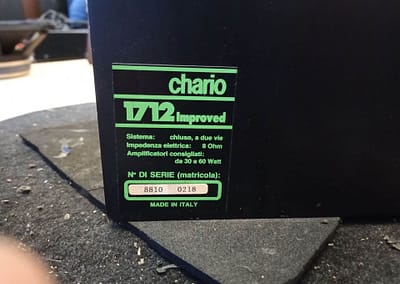 chario
1712 Improved
Sistema: chiuso, a due vie
Impedenza elettrica: 8 Ohm
Amplificatori consigliati:
da 30 a 60 Watt
N° DI SERIE (matricola):
8810 0218
MADE IN ITALY